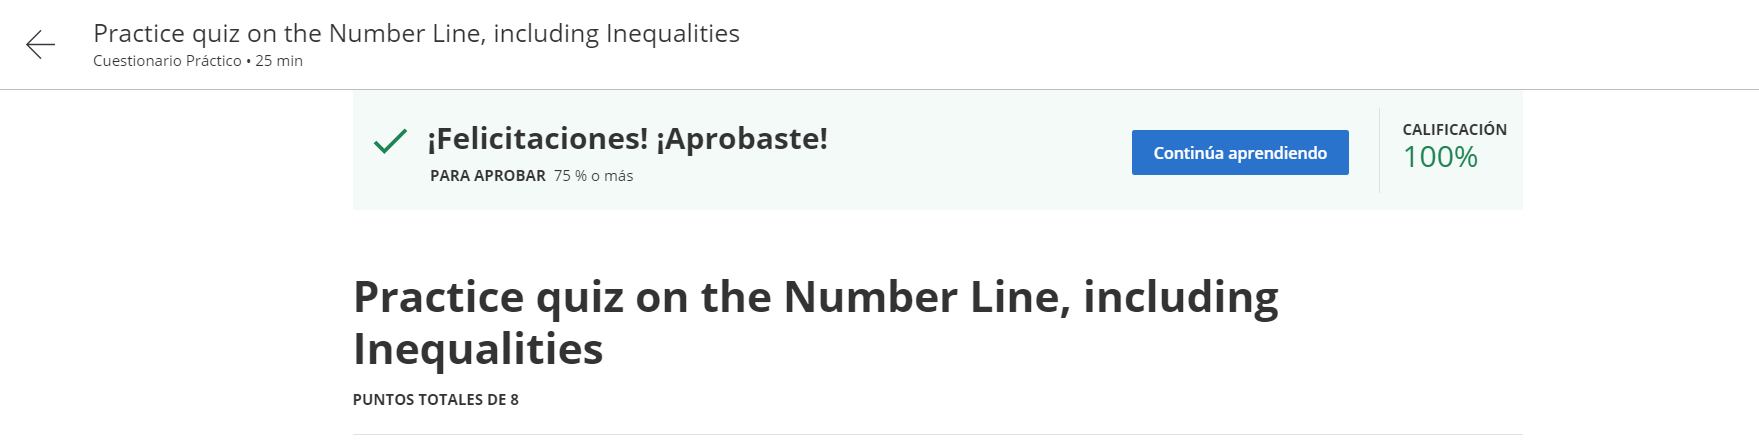 Practice quiz on the Number Line, including Inequalities
Cuestionario Práctico • 25 min
¡Felicitaciones! ¡Aprobaste!
PARA APROBAR 75 % o más
Continúa aprendiendo
CALIFICACIÓN
100%
Practice quiz on the Number Line, including
Inequalities
PUNTOS TOTALES DE 8